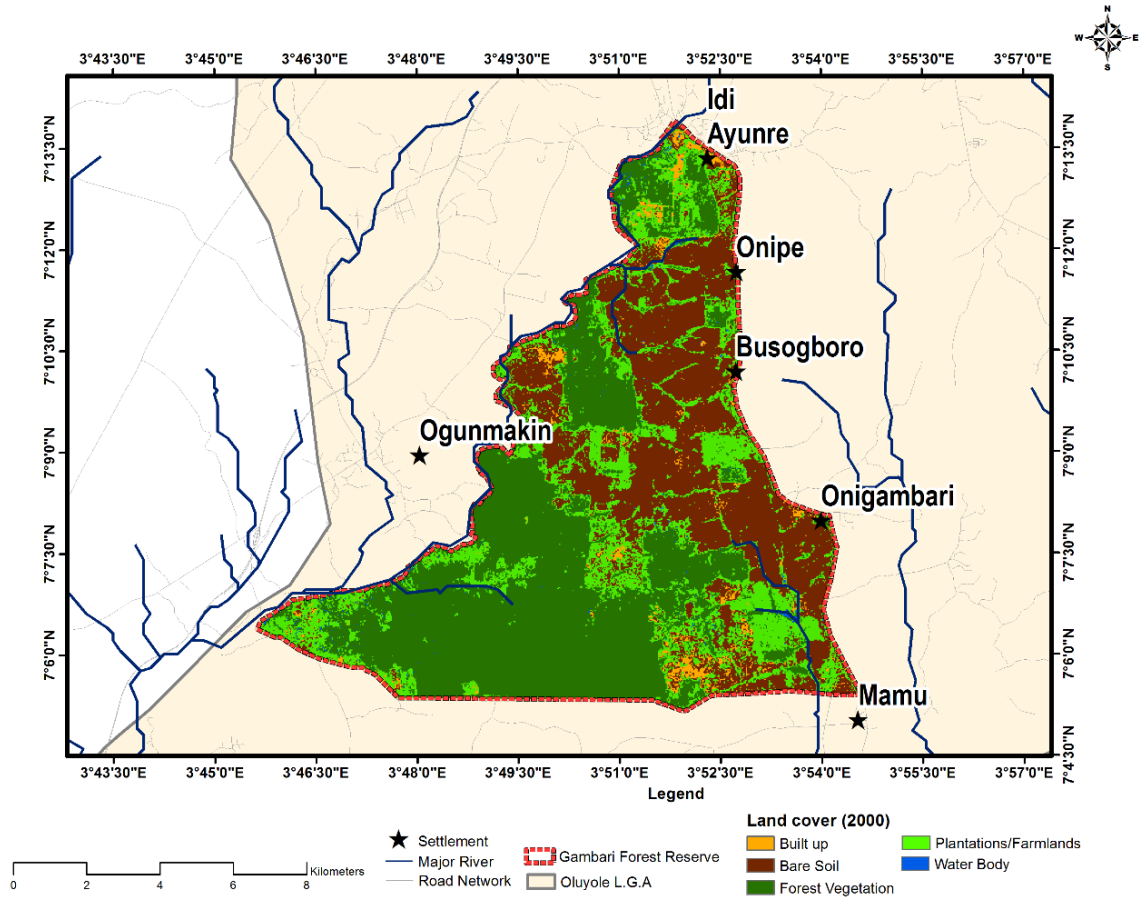 N
W E
S
3°43'30"E 3°45'0"E 3°46'30"E 3°48'0"E 3°49'30"E 3°51'0"E 3°52'30"E 3°54'0"E 3°55'30"E 3°57'0"E
7°13'30"N 7°13'30"N
7°12'0"N 7°12'0"N
7°10'30"N 7°10'30"N
7°9'0"N 7°9'0"N
7°7'30"N 7°7'30"N
7°6'0"N 7°6'0"N
7°4'30"N
Idi
Ayunre
Onipe
Busogboro
Ogunmakin
Onigambari
Mamu
3°43'30"E 3°45'0"E 3°46'30"E 3°48'0"E 3°49'30"E 3°51'0"E 3°52'30"E 3°54'0"E 3°55'30"E 3°57'0"E
Legend
Settlement
Major River
Road Network
Gambari Forest Reserve
Oluyole L.G.A
Land cover (2000)
Built up
Bare Soil
Forest Vegetation
Plantations/Farmlands
Water Body
Kilometers
0 2 4 6 8